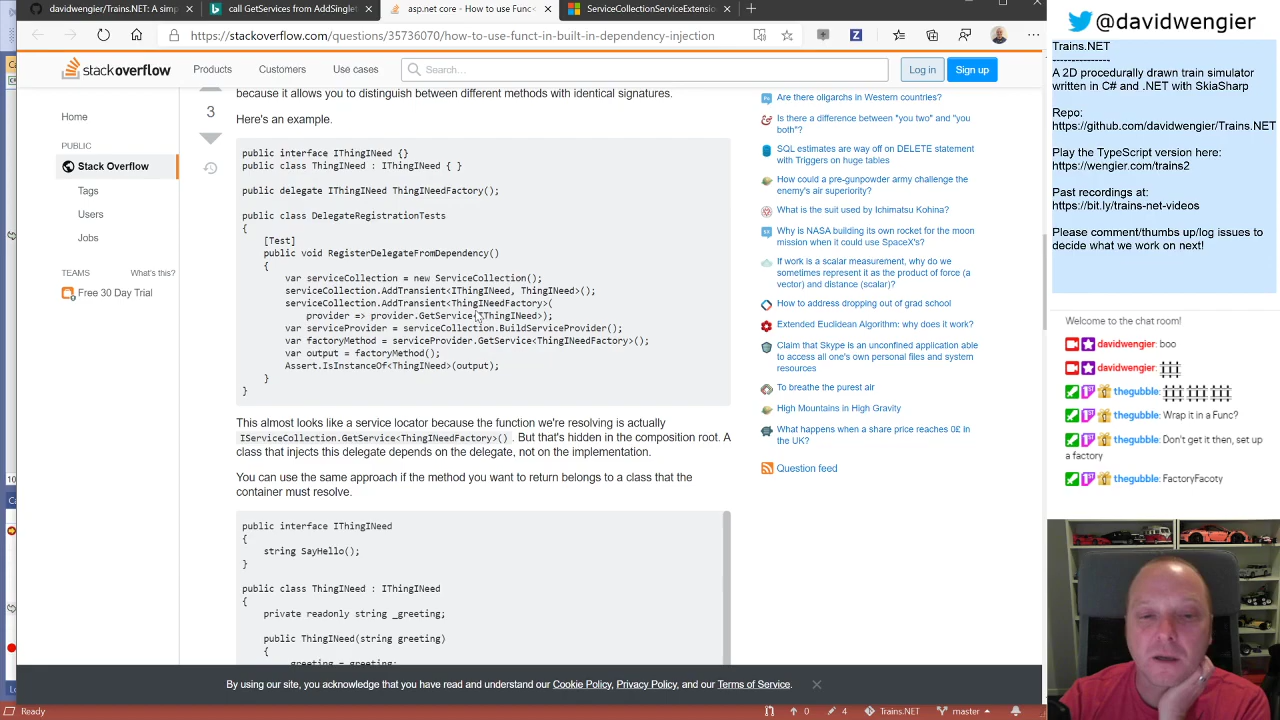 davidwengier/Trains.NET: A simp
call GetServices from AddSinglet
asp.net core - How to use Func<
ServiceCollectionServiceExtension
https://stackoverflow.com/questions/35736070/how-to-use-funct-in-built-in-dependency-injection
stackoverflow
Products
Customers
Use cases
Search...
Log in
Sign up
Home
PUBLIC
Stack Overflow
Tags
Users
Jobs
TEAMS
What's this?
Free 30 Day Trial
3
because it allows you to distinguish between different methods with identical signatures.
Here's an example.
public interface IThingINeed {}
public class ThingINeed : IThingINeed { }
public delegate IThingINeed ThingINeedFactory();
public class DelegateRegistrationTests
{
[Test]
public void RegisterDelegateFromDependency()
{
var serviceCollection = new ServiceCollection();
serviceCollection.AddTransient<IThingINeed, ThingINeed>();
serviceCollection.AddTransient<ThingINeedFactory>(
provider => provider.GetService<ThingINeed>);
var serviceProvider = serviceCollection.BuildServiceProvider();
var factoryMethod = serviceProvider.GetService<ThingINeedFactory>();
var output = factoryMethod();
Assert.IsInstanceOf<ThingINeed>(output);
}
}
This almost looks like a service locator because the function we're resolving is actually
IServiceCollection.GetService<ThingINeedFactory>() . But that's hidden in the composition root. A
class that injects this delegate depends on the delegate, not on the implementation.
You can use the same approach if the method you want to return belongs to a class that the
container must resolve.
public interface IThingINeed
{
string SayHello();
}
public class ThingINeed : IThingINeed
{
private readonly string _greeting;
public ThingINeed(string greeting)
{
_greeting = greeting;
Are there oligarchs in Western countries?
Is there a difference between "you two" and "you
both"?
SQL estimates are way off on DELETE statement
with Triggers on huge tables
How could a pre-gunpowder army challenge the
enemy's air superiority?
What is the suit used by Ichimatsu Kohina?
Why is NASA building its own rocket for the moon
mission when it could use SpaceX's?
If work is a scalar measurement, why do we
sometimes represent it as the product of force (a
vector) and distance (scalar)?
How to address dropping out of grad school
Extended Euclidean Algorithm: why does it work?
Claim that Skype is an unconfined application able
to access all one's own personal files and system
resources
To breathe the purest air
High Mountains in High Gravity
What happens when a share price reaches 0£ in
the UK?
Question feed
By using our site, you acknowledge that you have read and understand our Cookie Policy, Privacy Policy, and our Terms of Service.
Ready
0
4
Trains.NET
master
@davidwengier
Trains.NET
---------------
A 2D procedurally drawn train simulator
written in C# and .NET with SkiaSharp
Repo:
https://github.com/davidwengier/Trains.NET
Play the TypeScript version here:
https://wengier.com/trains2
Past recordings at:
https://bit.ly/trains-net-videos
Please comment/thumbs up/log issues to
decide what we work on next!
Welcome to the chat room!
davidwengier: boo
davidwengier:
thegubble:
thegubble: Wrap it in a Func?
thegubble: Don't get it then, set up
a factory
thegubble: FactoryFacoty